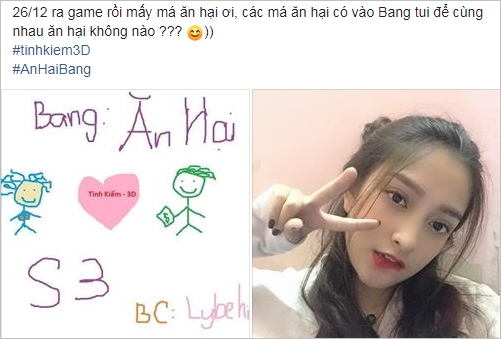 26/12 ra game rồi mấy má ăn hại ơi, các má ăn hại có vào Bang tui để cùng
nhau ăn hại không nào ??? 😊))
#tinhkiem3D
#AnHaiBang
Bang: Ăn Hại
Tình Kiếm - 3D
$
S3
BC: Lybehi